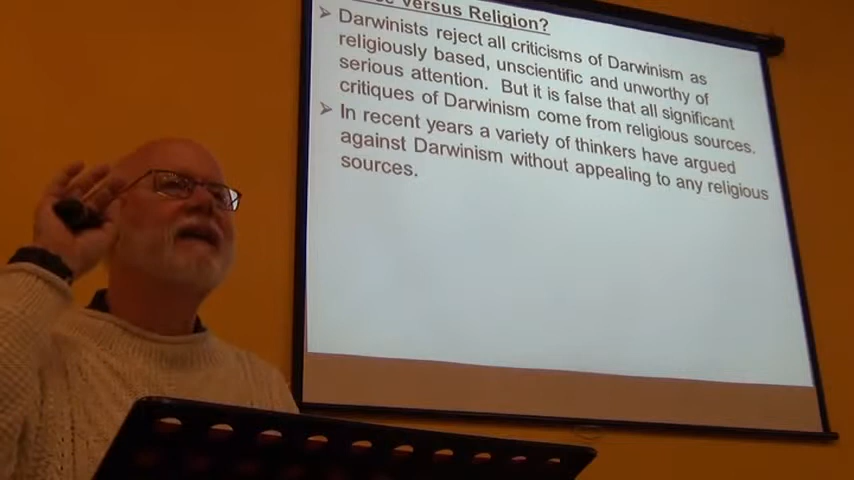 versus Religion?
➤ Darwinists reject all criticisms of Darwinism as
religiously based, unscientific and unworthy of
serious attention. But it is false that all significant
critiques of Darwinism come from religious sources.
➤ In recent years a variety of thinkers have argued
against Darwinism without appealing to any religious
sources.